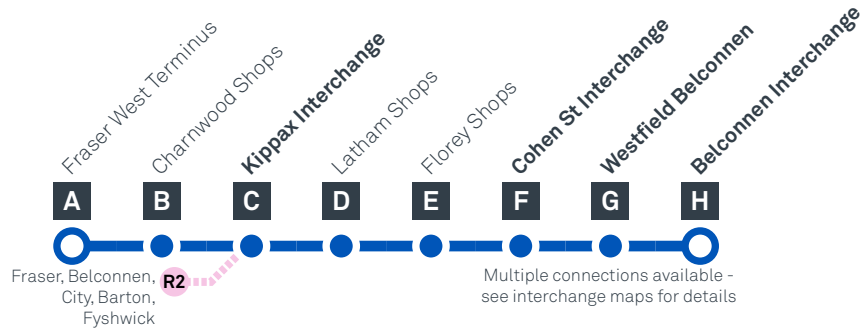 Fraser West Terminus
Charnwood Shops
Kippax Interchange
Latham Shops
Florey Shops
Cohen St Interchange
Westfield Belconnen
Belconnen Interchange
A
B
C
D
E
F
G
H
Fraser, Belconnen,
City, Barton,
Fyshwick
R2
Multiple connections available -
see interchange maps for details